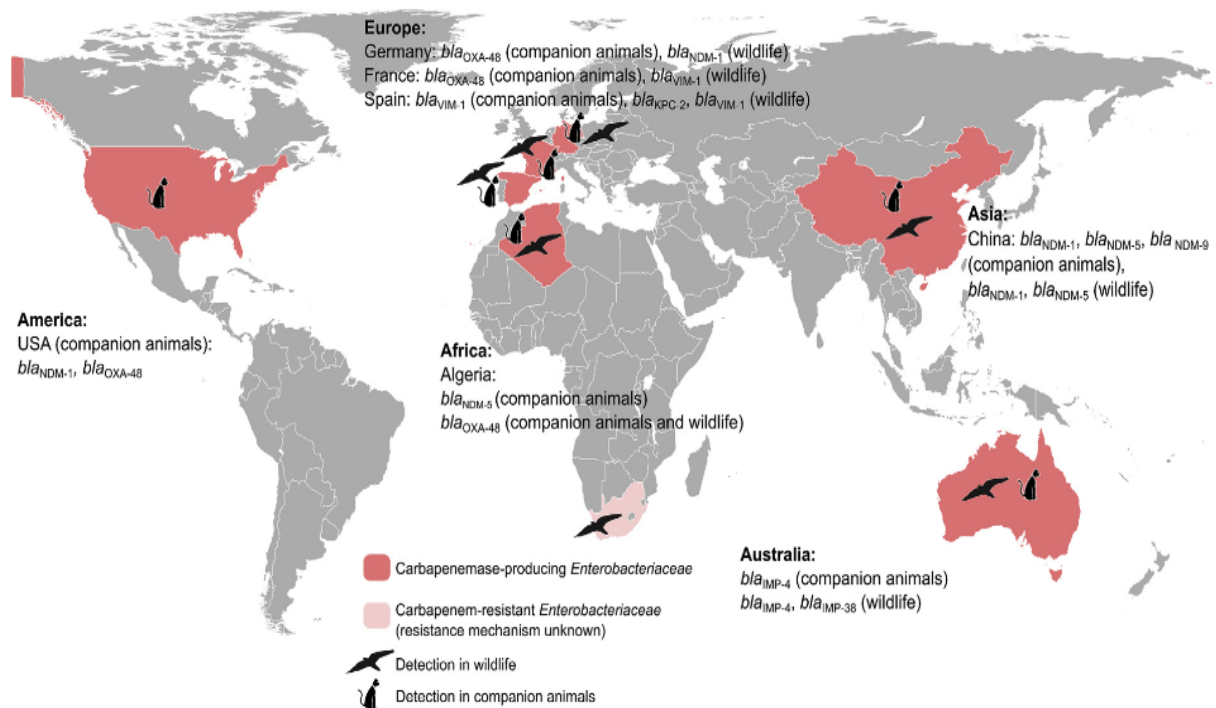 Europe:
Germany: blaOXA-48 (companion animals), blaNDM-1 (wildlife)
France: blaOXA-48 (companion animals), blaVIM-1 (wildlife)
Spain: blaVIM-1 (companion animals), blaKPC-2, blaVIM-1 (wildlife)
Asia:
China: blaNDM-1, blaNDM-5, bla NDM-9
(companion animals),
blaNDM-1, blaNDM-5 (wildlife)
America:
USA (companion animals):
blaNDM-1, blaOXA-48
Africa:
Algeria:
blaNDM-5 (companion animals)
blaOXA-48 (companion animals and wildlife)
Australia:
blaIMP-4 (companion animals)
blaIMP-4, blaIMP-38 (wildlife)
Carbapenemase-producing Enterobacteriaceae
Carbapenem-resistant Enterobacteriaceae
(resistance mechanism unknown)
Detection in wildlife
Detection in companion animals